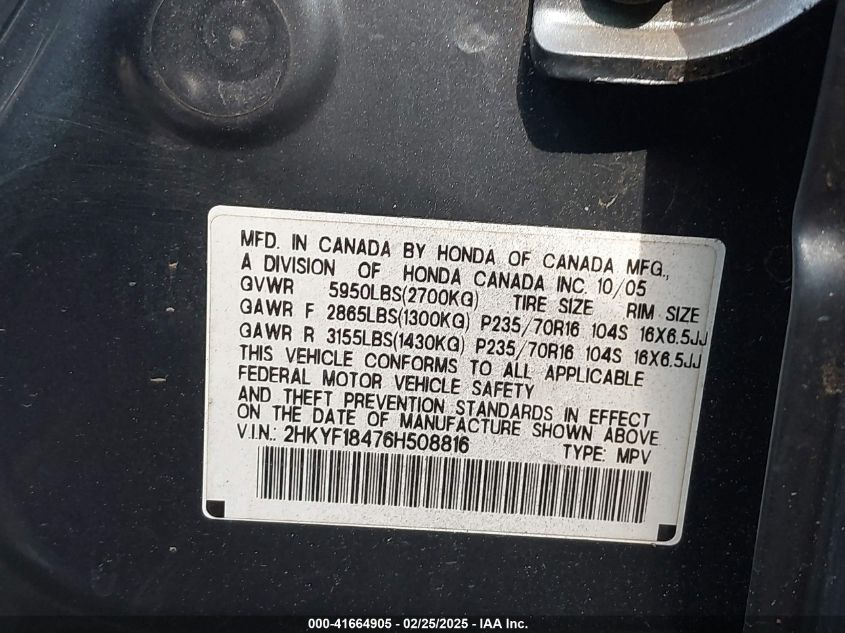 MFD. IN CANADA BY HONDA OF CANADA MFG.,
A DIVISION OF HONDA CANADA INC. 10/05
GVWR 5950LBS(2700KG) TIRE SIZE RIM SIZE
GAWR F 2865LBS(1300KG) P235/70R16 104S 16X6.5JJ
GAWR R 3155LBS(1430KG) P235/70R16 104S 16X6.5JJ
THIS VEHICLE CONFORMS TO ALL APPLICABLE
FEDERAL MOTOR VEHICLE SAFETY
AND THEFT PREVENTION STANDARDS IN EFFECT
ON THE DATE OF MANUFACTURE SHOWN ABOVE.
V.I.N.: 2HKYF18476H508816 TYPE: MPV
000-41664905 - 02/25/2025 - IAA Inc.